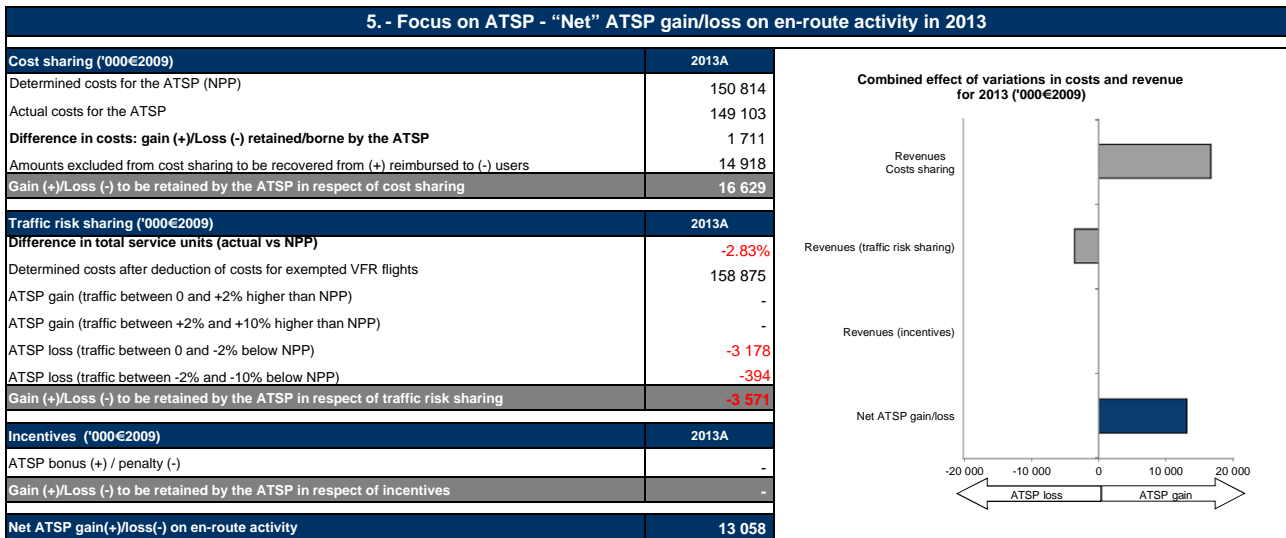 5. - Focus on ATSP - “Net” ATSP gain/loss on en-route activity in 2013
Cost sharing ('000€2009) 2013A
Determined costs for the ATSP (NPP) 150 814
Actual costs for the ATSP 149 103
Difference in costs: gain (+)/Loss (-) retained/borne by the ATSP 1 711
Amounts excluded from cost sharing to be recovered from (+) reimbursed to (-) users 14 918
Gain (+)/Loss (-) to be retained by the ATSP in respect of cost sharing 16 629
Traffic risk sharing ('000€2009) 2013A
Difference in total service units (actual vs NPP) -2.83%
Determined costs after deduction of costs for exempted VFR flights 158 875
ATSP gain (traffic between 0 and +2% higher than NPP) -
ATSP gain (traffic between +2% and +10% higher than NPP) -
ATSP loss (traffic between 0 and -2% below NPP) -3 178
ATSP loss (traffic between -2% and -10% below NPP) -394
Gain (+)/Loss (-) to be retained by the ATSP in respect of traffic risk sharing -3 571
Incentives ('000€2009) 2013A
ATSP bonus (+) / penalty (-) -
Gain (+)/Loss (-) to be retained by the ATSP in respect of incentives -
Net ATSP gain(+)/loss(-) on en-route activity 13 058
Combined effect of variations in costs and revenue
for 2013 ('000€2009)
Revenues
Costs sharing
Revenues (traffic risk sharing)
Revenues (incentives)
Net ATSP gain/loss
-20 000 -10 000 0 10 000 20 000
ATSP loss ATSP gain